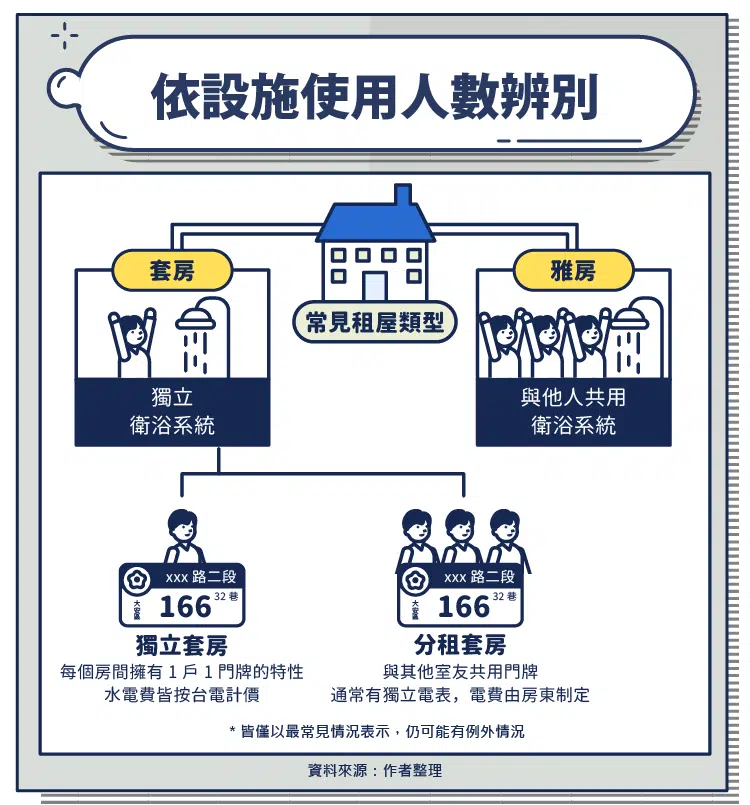 依設施使用人數辨別
套房
雅房
常見租屋類型
獨立
衛浴系統
與他人共用
衛浴系統
xxx 路二段
大安區
166
32 巷
xxx 路二段
大安區
166
32 巷
獨立套房
每個房間擁有 1 戶 1 門牌的特性
水電費皆按台電計價
分租套房
與其他室友共用門牌
通常有獨立電表，電費由房東制定
* 皆僅以最常見情況表示，仍可能有例外情況
資料來源：作者整理